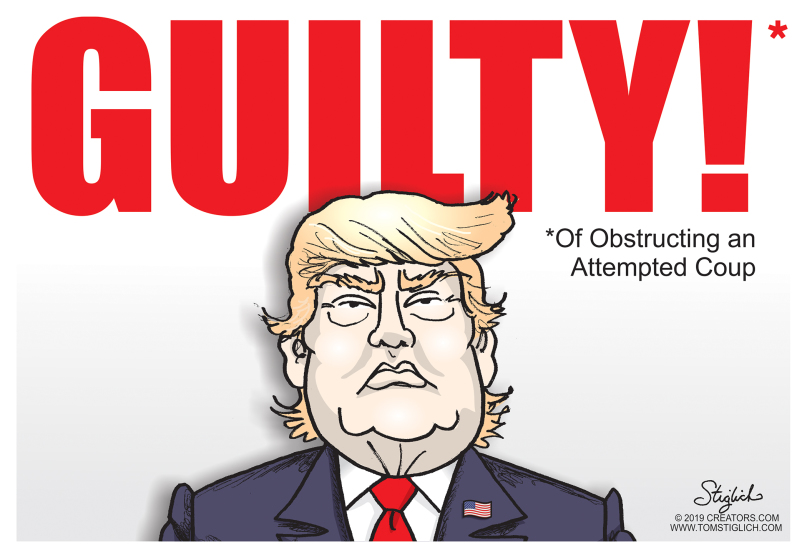 GUILTY!*
*Of Obstructing an
Attempted Coup
Stiglich
© 2019 CREATORS.COM
WWW.TOMSTIGLICH.COM